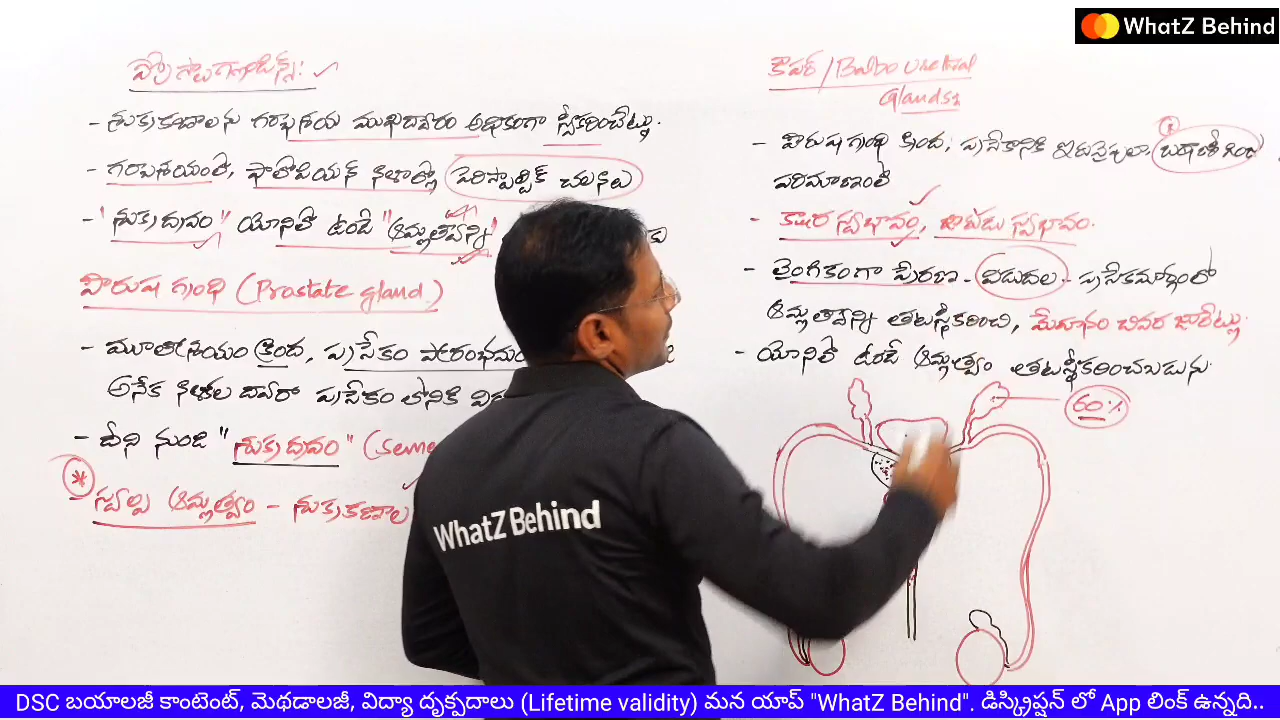 WhatZ Behind
ప్రోస్టాగ్లాండిన్స్:
- శుక్రకణాలను గర్భాశయ ముఖద్వారం అధికంగా స్వీకరించేట్లు.
- గర్భాశయంలో, ఫాలోపియన్ నాళాల్లో పెరిస్టాల్టిక్ చలనాలు
- "శుక్రద్రవం" యోనిలో ఉండే "ఆమ్లత్వాన్ని"
పౌరుష గ్రంథి (Prostate gland)
- మూత్రాశయం క్రింద, ప్రసేకం
అనేక నాళాల ద్వారా ప్రసేకం లోనికి
- దీని నుండి "శుక్రద్రవం"
* స్వల్ప ఆమ్లత్వం - శుక్రకణాల
కౌపర్ / Bulbo urethral
Glands:
- పౌరుష గ్రంథి క్రింద, ప్రసేకానికి ఇరువైపులా, బఠాణీ గింజ
పరిమాణంలో
- క్షార స్వభావం, జారుడు స్వభావం.
- లైంగికంగా ప్రేరణ - విడుదల - ప్రసేకమార్గంలో
ఆమ్లత్వాన్ని తటస్థీకరించి, మేహనం చివర జారేట్లు.
- యోనిలో ఉండే ఆమ్లత్వం తటస్థీకరించబడును.
60%
WhatZ Behind
DSC బయాలజీ కాంటెంట్, మెథడాలజీ, విద్యా దృక్పదాలు (Lifetime validity) మన యాప్ "WhatZ Behind". డిస్క్రిప్షన్ లో App లింక్ ఉన్నది..